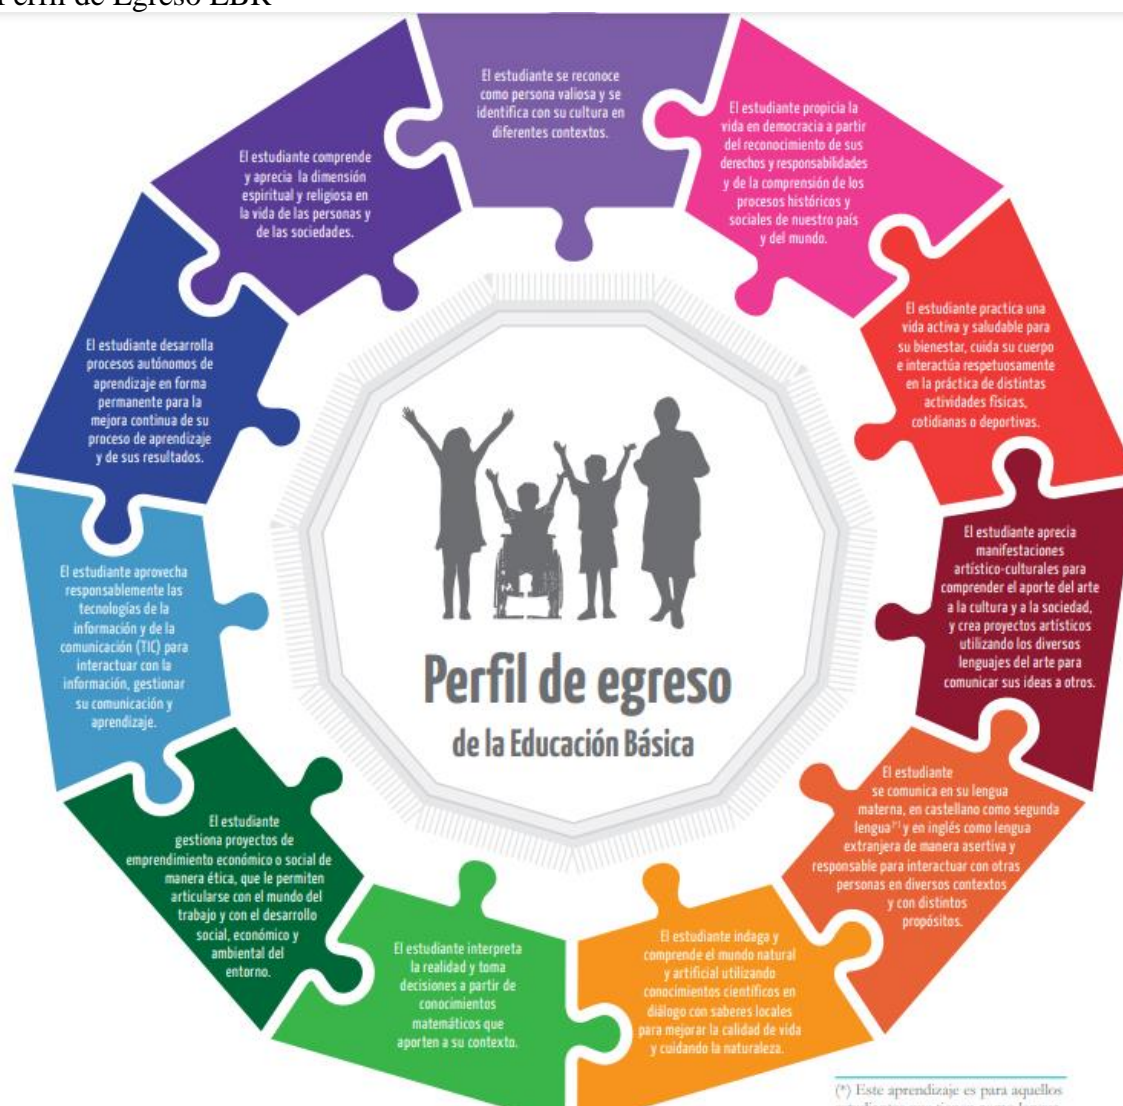 Perfil de Egreso EBR
El estudiante se reconoce
como persona valiosa y se
identifica con su cultura en
diferentes contextos.
El estudiante propicia la
vida en democracia a partir
del reconocimiento de sus
derechos y responsabilidades
y de la comprensión de los
procesos históricos y
sociales de nuestro país
y del mundo.
El estudiante practica una
vida activa y saludable para
su bienestar, cuida su cuerpo
e interactúa respetuosamente
en la práctica de distintas
actividades físicas,
cotidianas o deportivas.
El estudiante aprecia
manifestaciones
artístico-culturales para
comprender el aporte del arte
a la cultura y a la sociedad,
y crea proyectos artísticos
utilizando los diversos
lenguajes del arte para
comunicar sus ideas a otros.
El estudiante
se comunica en su lengua
materna, en castellano como segunda
lengua(*) y en inglés como lengua
extranjera de manera asertiva y
responsable para interactuar con otras
personas en diversos contextos
y con distintos
propósitos.
El estudiante indaga y
comprende el mundo natural
y artificial utilizando
conocimientos científicos en
diálogo con saberes locales
para mejorar la calidad de vida
y cuidando la naturaleza.
El estudiante interpreta
la realidad y toma
decisiones a partir de
conocimientos
matemáticos que
aporten a su contexto.
El estudiante
gestiona proyectos de
emprendimiento económico o social de
manera ética, que le permiten
articularse con el mundo del
trabajo y con el desarrollo
social, económico y
ambiental del
entorno.
El estudiante aprovecha
responsablemente las
tecnologías de la
información y de la
comunicación (TIC) para
interactuar con la
información, gestionar
su comunicación y
aprendizaje.
El estudiante desarrolla
procesos autónomos de
aprendizaje en forma
permanente para la
mejora continua de su
proceso de aprendizaje
y de sus resultados.
El estudiante comprende
y aprecia la dimensión
espiritual y religiosa en
la vida de las personas y
de las sociedades.
Perfil de egreso
de la Educación Básica
(*) Este aprendizaje es para aquellos